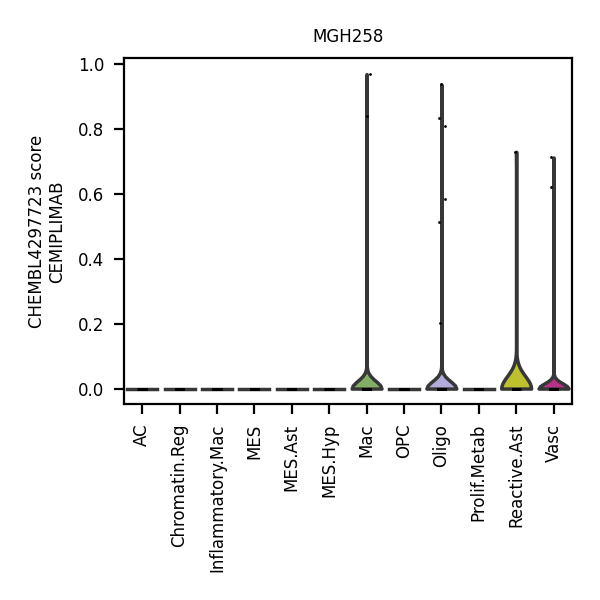 MGH258
CHEMBL4297723 score
CEMIPLIMAB
1.0
0.8
0.6
0.4
0.2
0.0
AC
Chromatin.Reg
Inflammatory.Mac
MES
MES.Ast
MES.Hyp
Mac
OPC
Oligo
Prolif.Metab
Reactive.Ast
Vasc